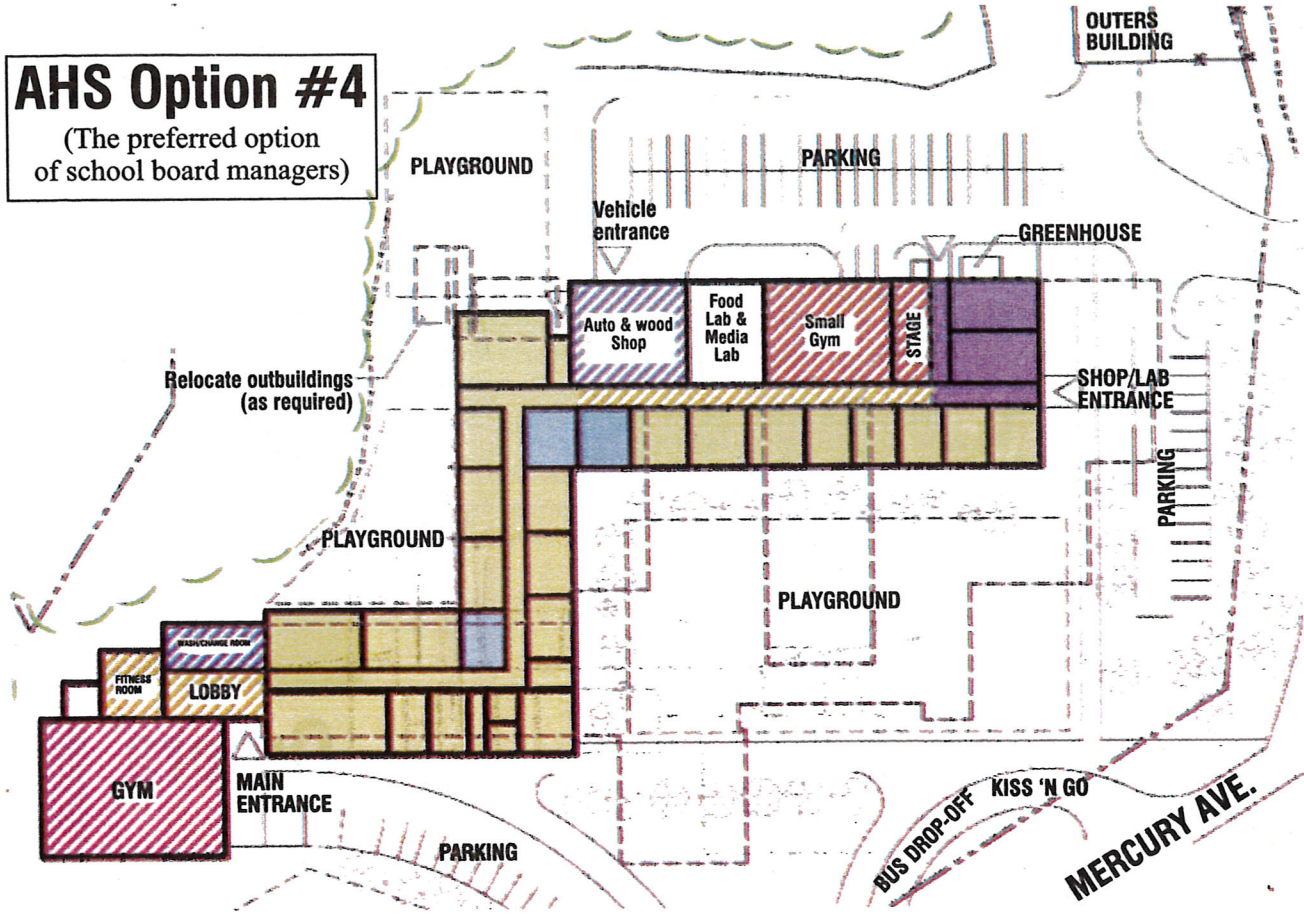 AHS Option #4
(The preferred option
of school board managers)
OUTERS
BUILDING
PLAYGROUND
PARKING
Vehicle
entrance
GREENHOUSE
Auto & wood
Shop
Food
Lab &
Media
Lab
Small
Gym
STAGE
Relocate outbuildings
(as required)
SHOP/LAB
ENTRANCE
PARKING
PLAYGROUND
PLAYGROUND
WASH/CHANGE ROOM
FITNESS
ROOM
LOBBY
GYM
MAIN
ENTRANCE
PARKING
BUS DROP-OFF
KISS 'N GO
MERCURY AVE.